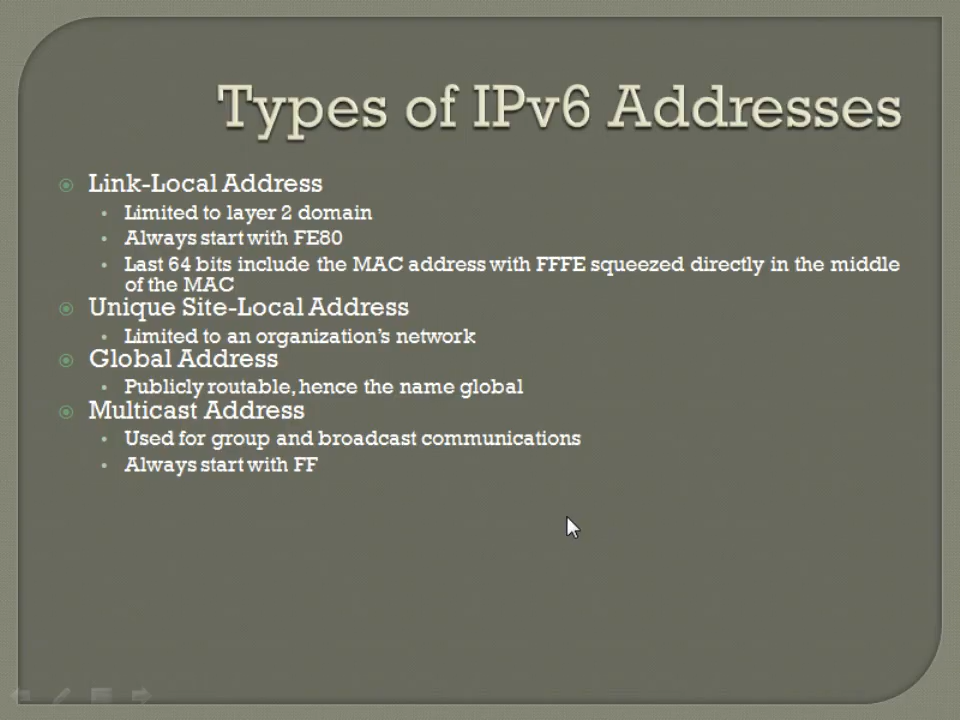 Types of IPv6 Addresses
Link-Local Address
Limited to layer 2 domain
Always start with FE80
Last 64 bits include the MAC address with FFFE squeezed directly in the middle
of the MAC
Unique Site-Local Address
Limited to an organization's network
Global Address
Publicly routable, hence the name global
Multicast Address
Used for group and broadcast communications
Always start with FF